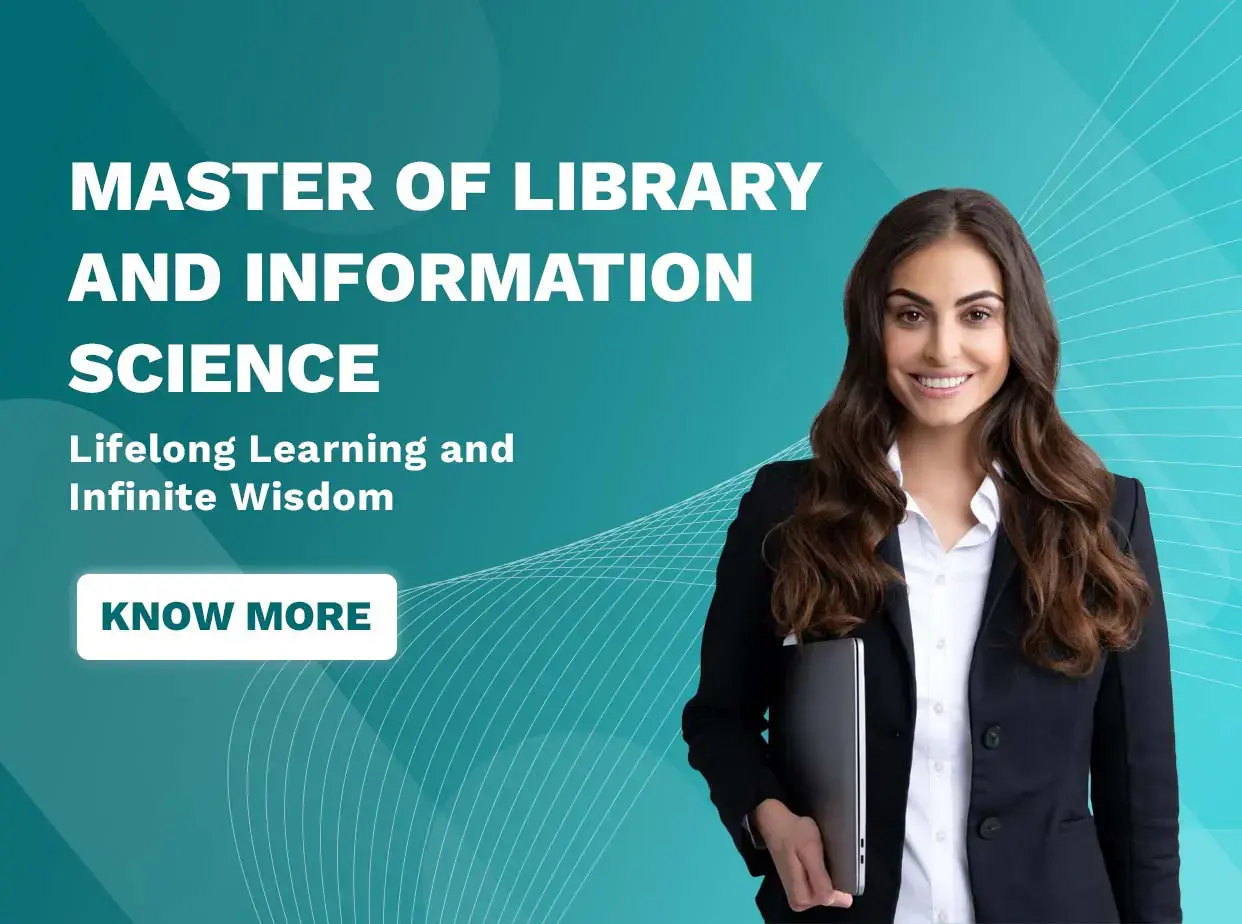 MASTER OF LIBRARY
AND INFORMATION
SCIENCE
Lifelong Learning and
Infinite Wisdom
KNOW MORE